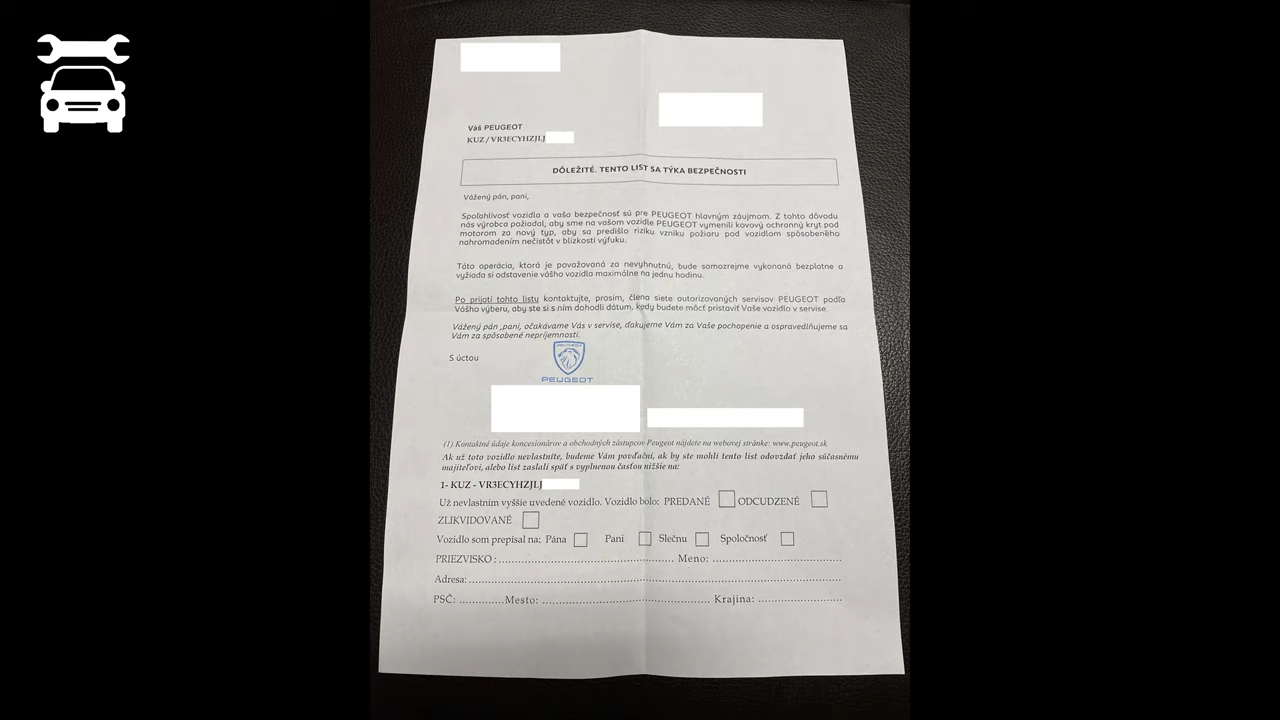 Váš PEUGEOT
KUZ / VR3ECYHZJLJ
DÔLEŽITÉ. TENTO LIST SA TÝKA BEZPEČNOSTI
Vážený pán, pani,
Spoľahlivosť vozidla a vaša bezpečnosť sú pre PEUGEOT hlavným záujmom. Z tohto dôvodu
nás výrobca požiadal, aby sme na vašom vozidle PEUGEOT vymenili kovový ochranný kryt pod
motorom za nový typ, aby sa predišlo riziku vzniku požiaru pod vozidlom spôsobeného
nahromadením nečistôt v blízkosti výfuku.
Táto operácia, ktorá je považovaná za nevyhnutnú, bude samozrejme vykonaná bezplatne a
vyžiada si odstavenie vášho vozidla maximálne na jednu hodinu.
Po prijatí tohto listu kontaktujte, prosím, člena siete autorizovaných servisov PEUGEOT podľa
Vášho výberu, aby ste si s ním dohodli dátum, kedy budete môcť pristaviť Vaše vozidlo v servise.
Vážený pán ,pani, očakávame Vás v servise, ďakujeme Vám za Vaše pochopenie a ospravedlňujeme sa
Vám za spôsobené nepríjemnosti.
S úctou
PEUGEOT
PEUGEOT
(1) Kontaktné údaje koncesionárov a obchodných zástupcov Peugeot nájdete na webovej stránke: www.peugeot.sk
Ak už toto vozidlo nevlastníte, budeme Vám povďační, ak by ste mohli tento list odovzdať jeho súčasnému
majiteľovi, alebo list zaslali späť s vyplnenou časťou nižšie na:
1- KUZ - VR3ECYHZJLJ
Už nevlastním vyššie uvedené vozidlo. Vozidlo bolo: PREDANÉ ODCUDZENÉ
ZLIKVIDOVANÉ
Vozidlo som prepísal na: Pána Pani Slečnu Spoločnosť
PRIEZVISKO : Meno:
Adresa:
PSČ: Mesto: Krajina: